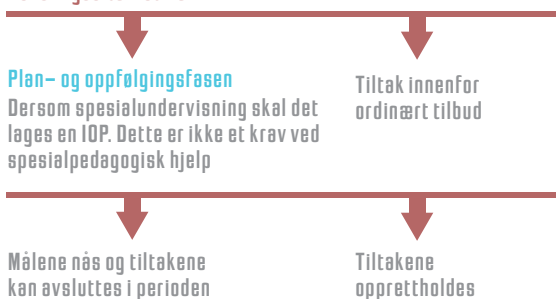 Plan– og oppfølgingsfasen
Dersom spesialundervisning skal det
lages en IOP. Dette er ikke et krav ved
spesialpedagogisk hjelp
Tiltak innenfor
ordinært tilbud
Målene nås og tiltakene
kan avsluttes i perioden
Tiltakene
opprettholdes